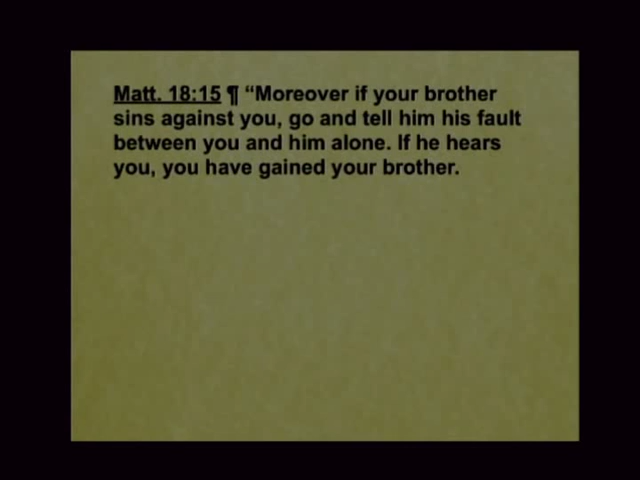 Matt. 18:15 ¶ “Moreover if your brother
sins against you, go and tell him his fault
between you and him alone. If he hears
you, you have gained your brother.